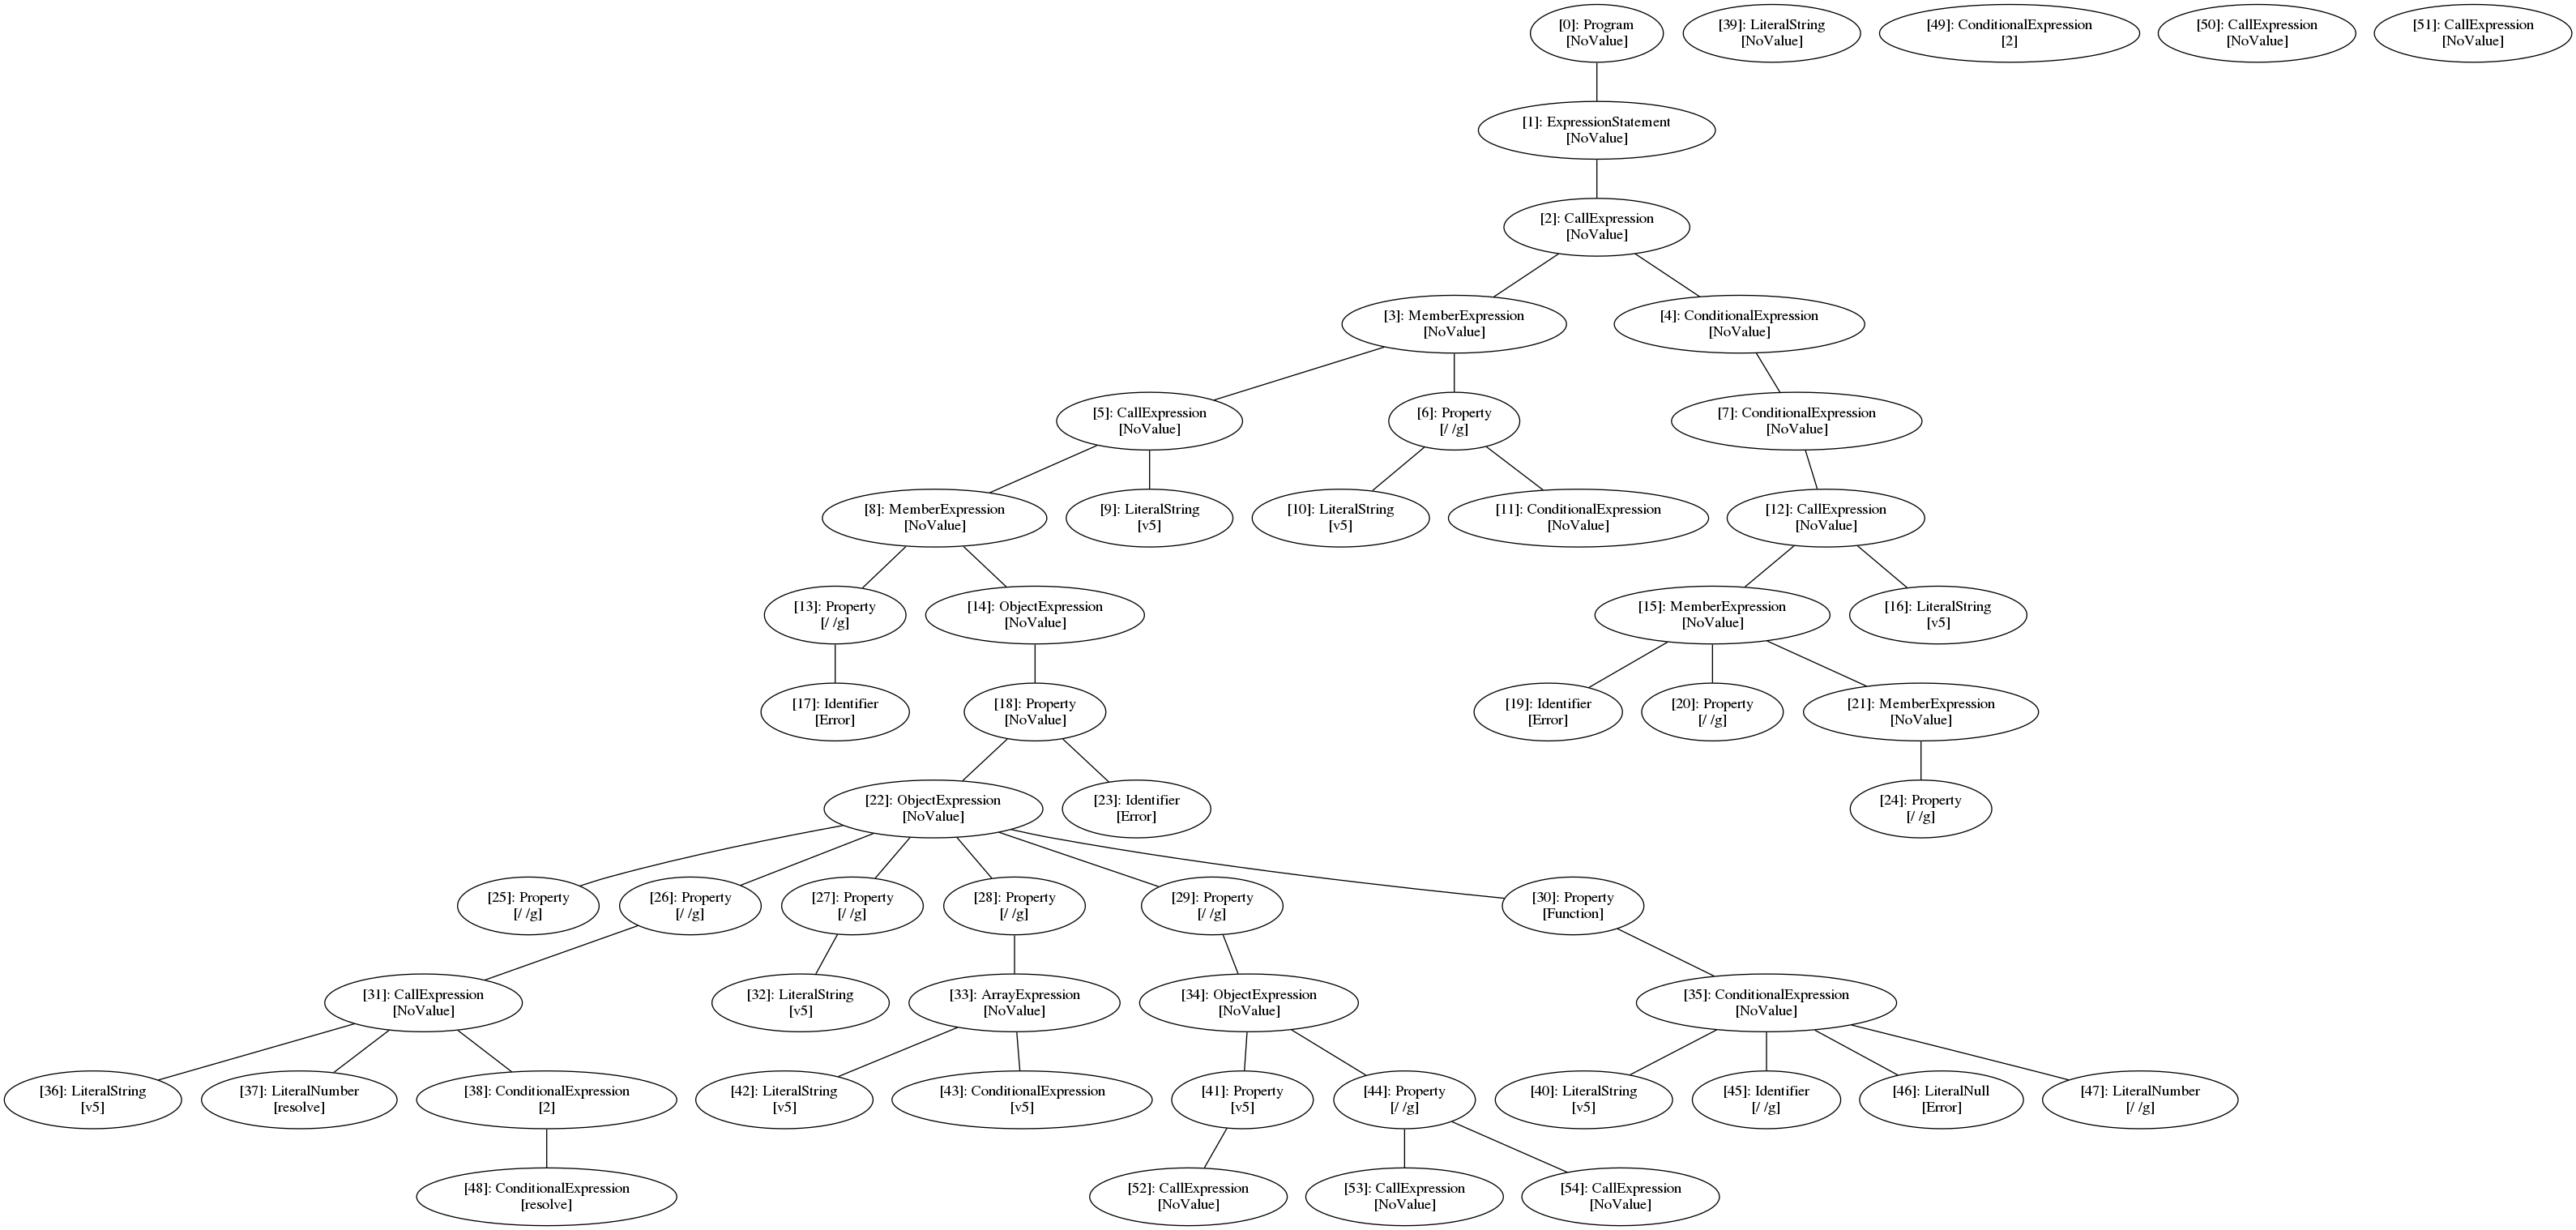 [0]: Program
[NoValue]
[39]: LiteralString
[NoValue]
[49]: ConditionalExpression
[2]
[50]: CallExpression
[NoValue]
[51]: CallExpression
[NoValue]
[1]: ExpressionStatement
[NoValue]
[2]: CallExpression
[NoValue]
[3]: MemberExpression
[NoValue]
[4]: ConditionalExpression
[NoValue]
[5]: CallExpression
[NoValue]
[6]: Property
[/ /g]
[7]: ConditionalExpression
[NoValue]
[8]: MemberExpression
[NoValue]
[9]: LiteralString
[v5]
[10]: LiteralString
[v5]
[11]: ConditionalExpression
[NoValue]
[12]: CallExpression
[NoValue]
[13]: Property
[/ /g]
[14]: ObjectExpression
[NoValue]
[15]: MemberExpression
[NoValue]
[16]: LiteralString
[v5]
[17]: Identifier
[Error]
[18]: Property
[NoValue]
[19]: Identifier
[Error]
[20]: Property
[/ /g]
[21]: MemberExpression
[NoValue]
[22]: ObjectExpression
[NoValue]
[23]: Identifier
[Error]
[24]: Property
[/ /g]
[25]: Property
[/ /g]
[26]: Property
[/ /g]
[27]: Property
[/ /g]
[28]: Property
[/ /g]
[29]: Property
[/ /g]
[30]: Property
[Function]
[31]: CallExpression
[NoValue]
[32]: LiteralString
[v5]
[33]: ArrayExpression
[NoValue]
[34]: ObjectExpression
[NoValue]
[35]: ConditionalExpression
[NoValue]
[36]: LiteralString
[v5]
[37]: LiteralNumber
[resolve]
[38]: ConditionalExpression
[2]
[42]: LiteralString
[v5]
[43]: ConditionalExpression
[v5]
[41]: Property
[v5]
[44]: Property
[/ /g]
[40]: LiteralString
[v5]
[45]: Identifier
[/ /g]
[46]: LiteralNull
[Error]
[47]: LiteralNumber
[/ /g]
[48]: ConditionalExpression
[resolve]
[52]: CallExpression
[NoValue]
[53]: CallExpression
[NoValue]
[54]: CallExpression
[NoValue]